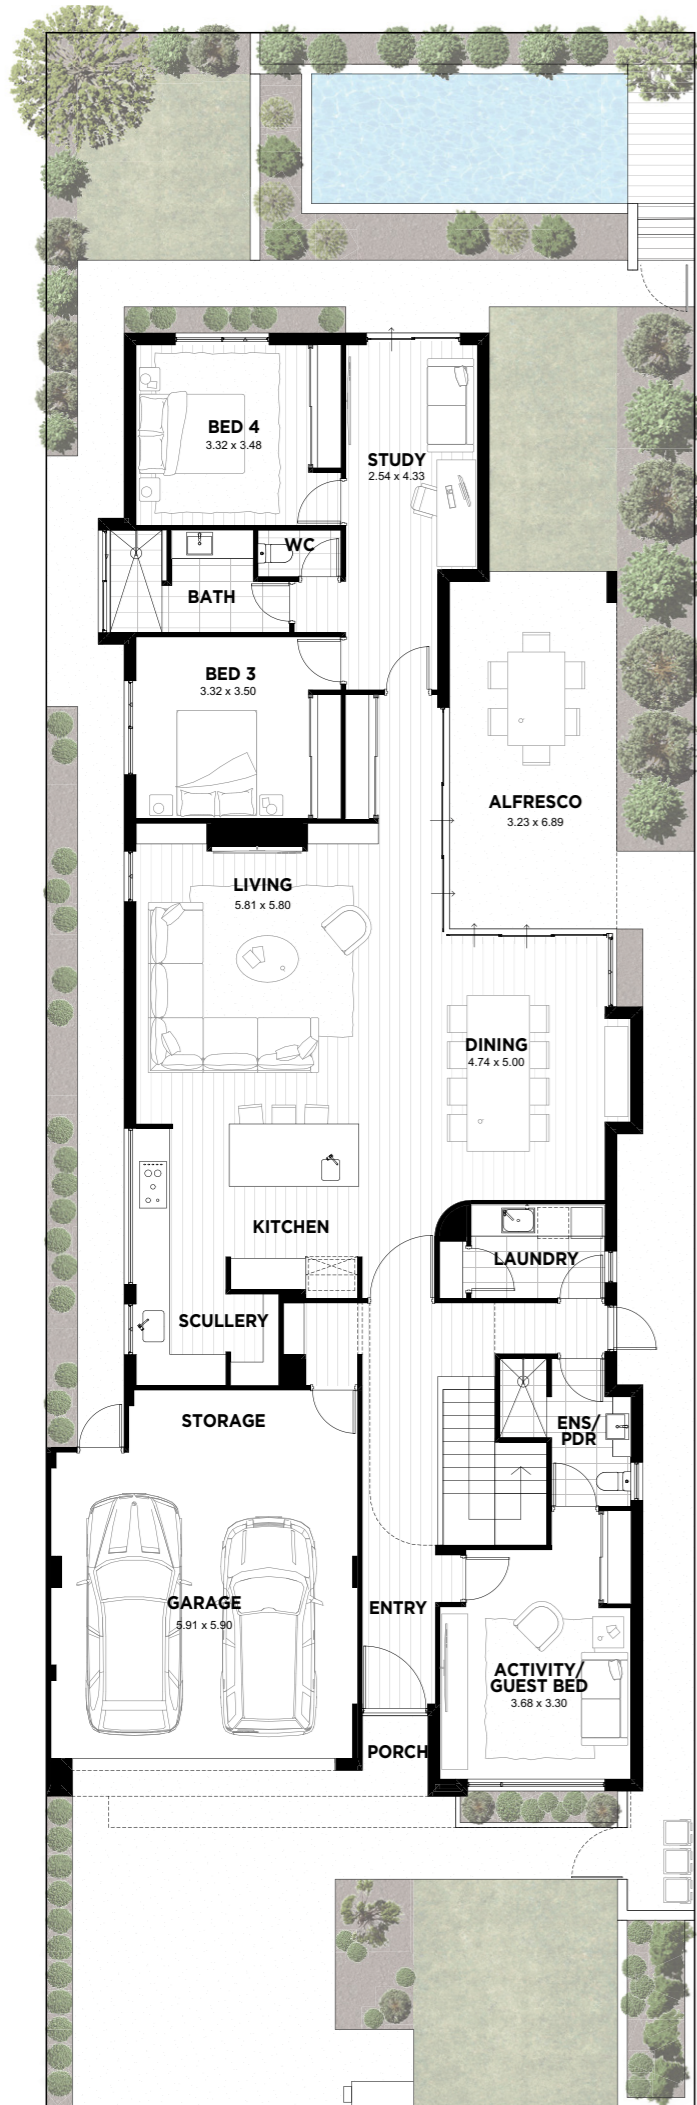 BED 4
3.32 x 3.48
STUDY
2.54 x 4.33
WC
BATH
BED 3
3.32 x 3.50
ALFRESCO
3.23 x 6.89
LIVING
5.81 x 5.80
DINING
4.74 x 5.00
KITCHEN
LAUNDRY
SCULLERY
STORAGE
ENS/
PDR
GARAGE
5.91 x 5.90
ENTRY
ACTIVITY/
GUEST BED
3.68 x 3.30
PORCH